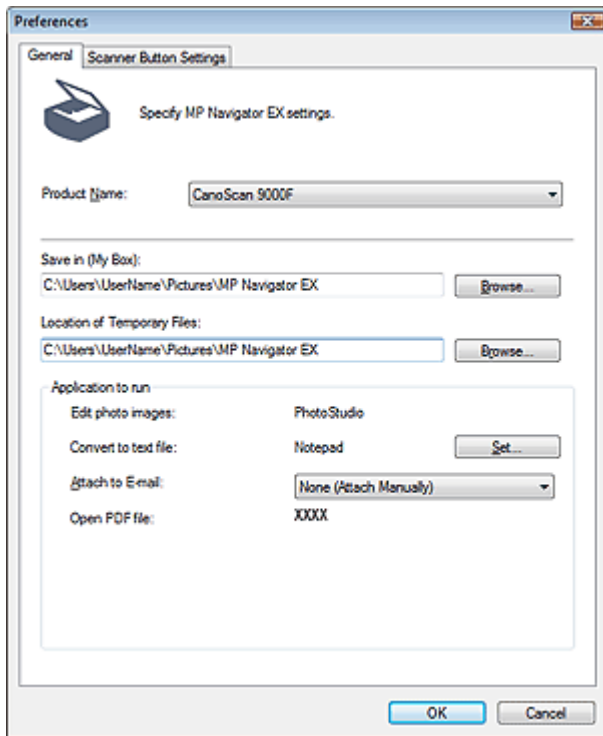 Preferences
General Scanner Button Settings
Specify MP Navigator EX settings.
Product Name: CanoScan 9000F
Save in (My Box):
C:\Users\UserName\Pictures\MP Navigator EX Browse...
Location of Temporary Files:
C:\Users\UserName\Pictures\MP Navigator EX Browse...
Application to run
Edit photo images: PhotoStudio
Convert to text file: Notepad Set...
Attach to E-mail: None (Attach Manually)
Open PDF file: XXXX
OK Cancel